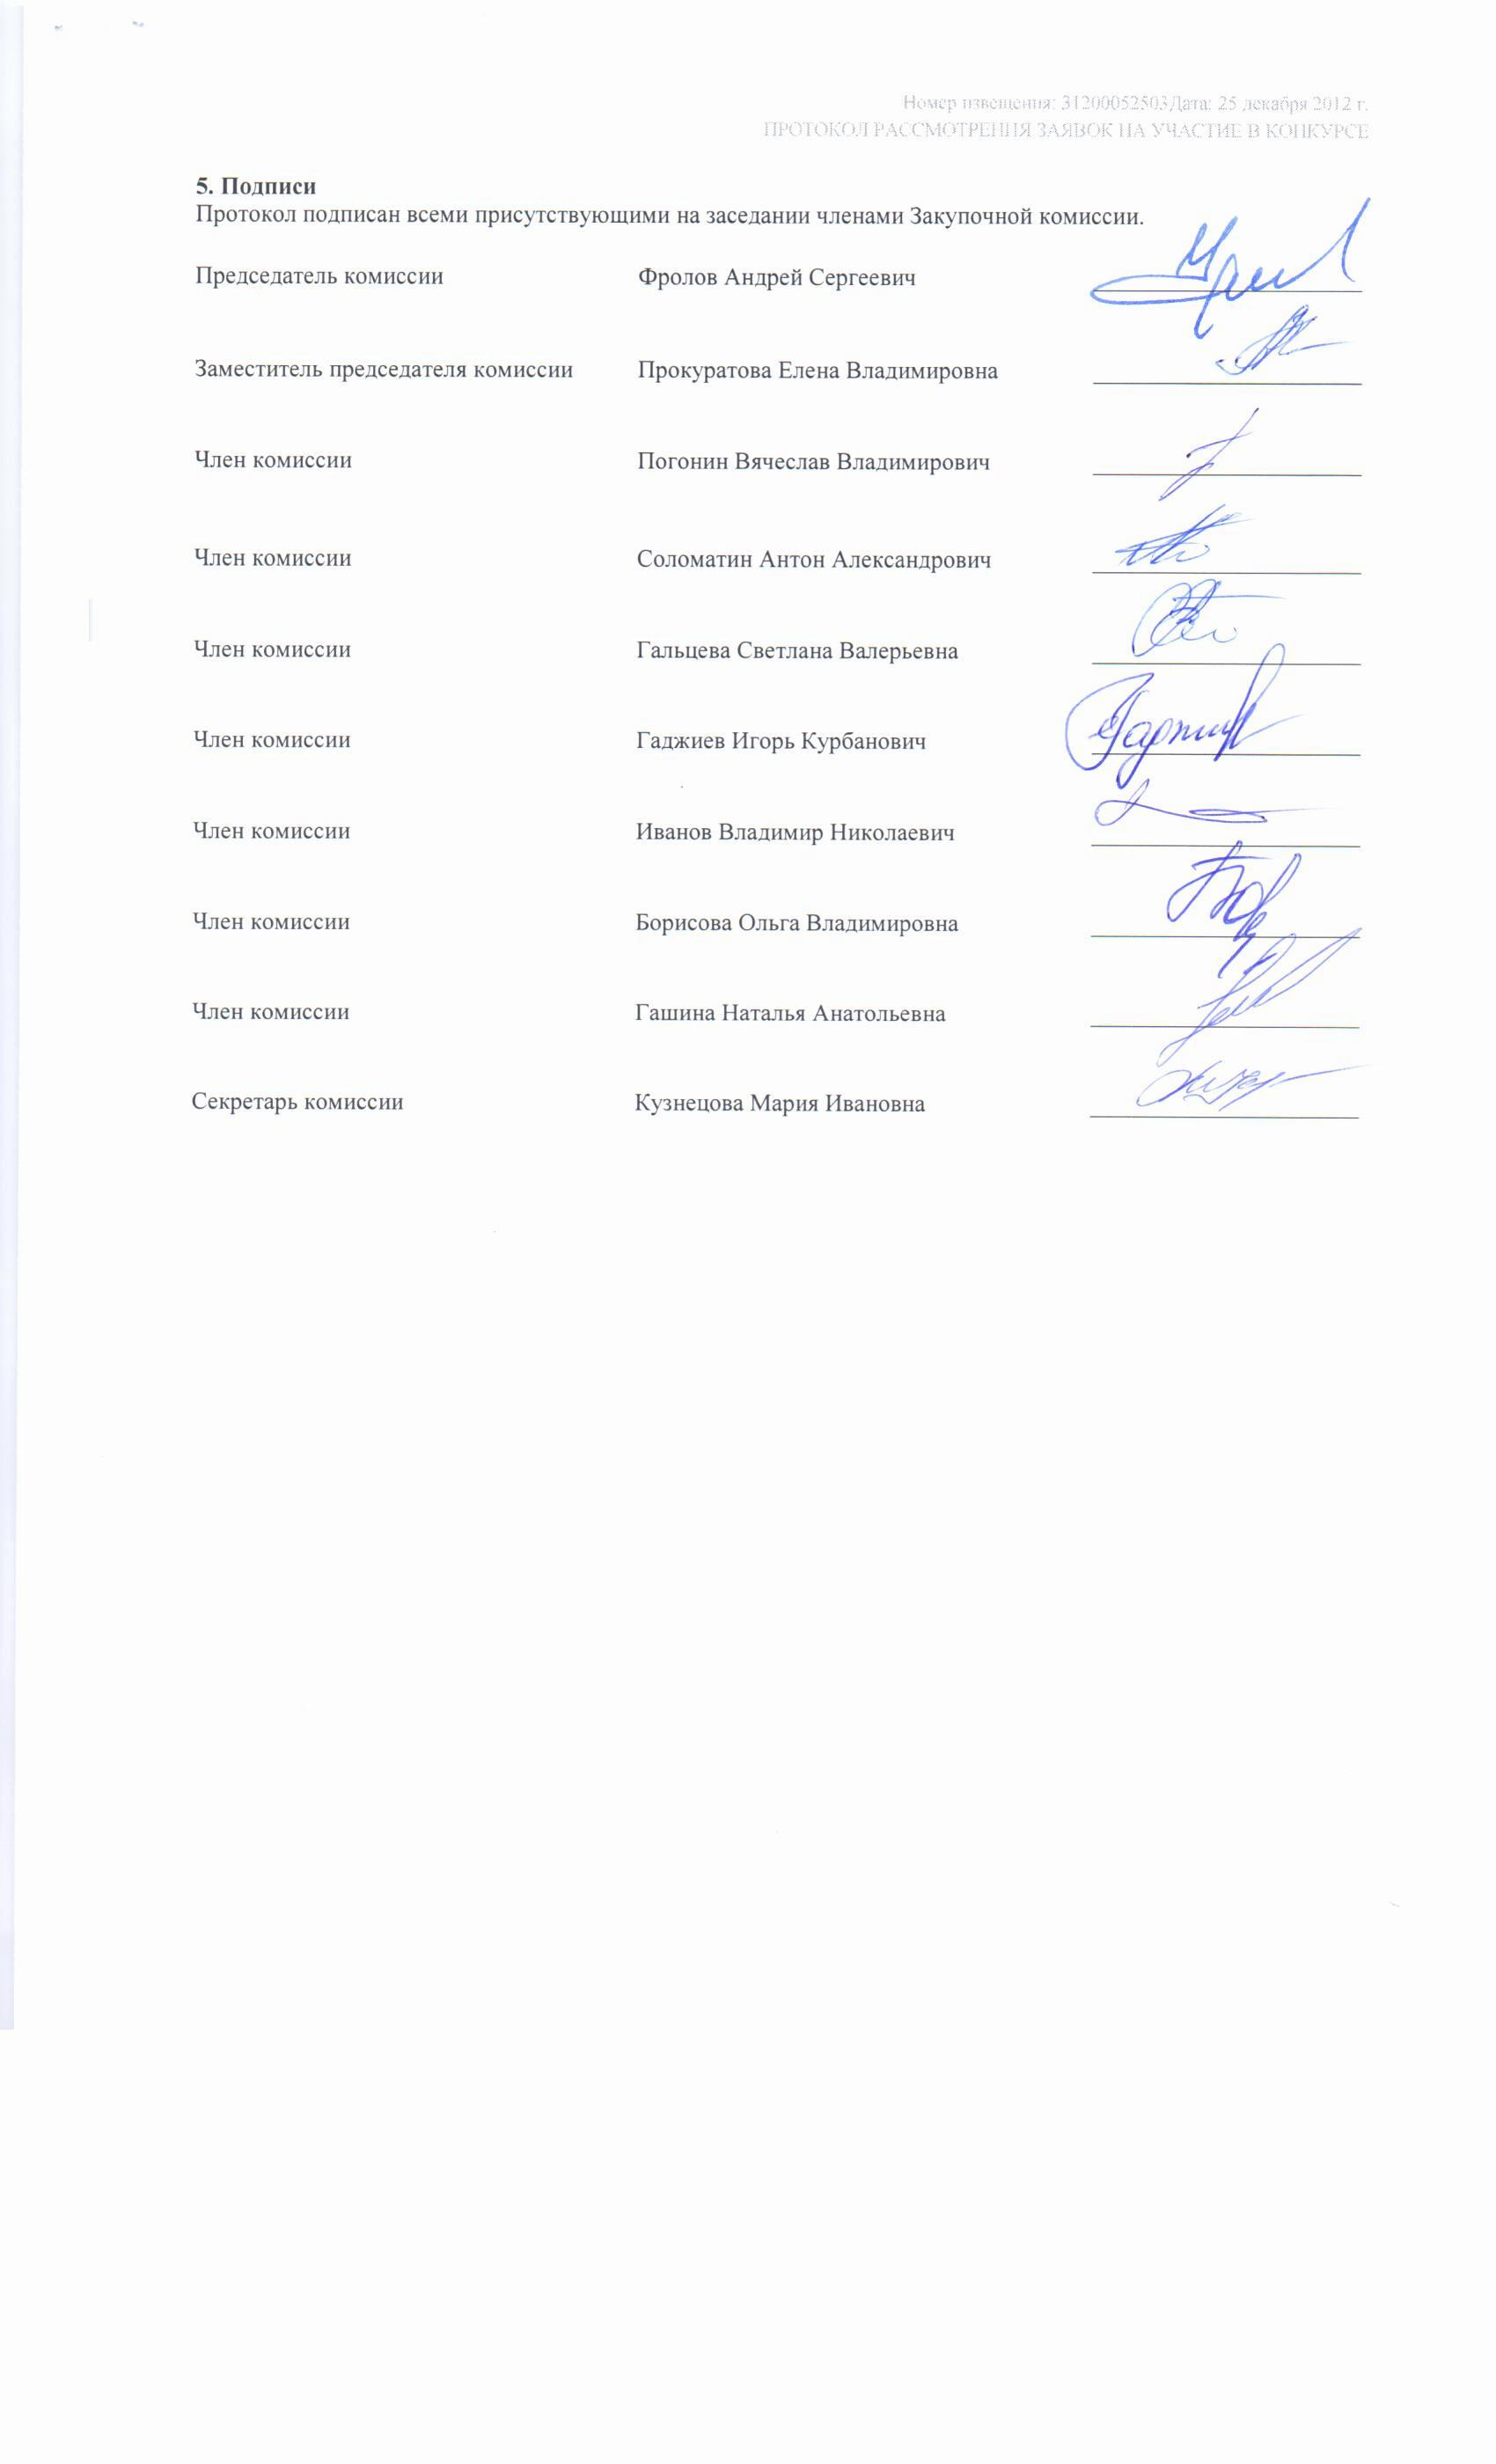 Номер извещения: 31200052503Дата: 25 декабря 2012 г.
ПРОТОКОЛ РАССМОТРЕНИЯ ЗАЯВОК НА УЧАСТИЕ В КОНКУРСЕ
5. Подписи
Протокол подписан всеми присутствующими на заседании членами Закупочной комиссии.
Председатель комиссии Фролов Андрей Сергеевич
Заместитель председателя комиссии Прокуратова Елена Владимировна
Член комиссии Погонин Вячеслав Владимирович
Член комиссии Соломатин Антон Александрович
Член комиссии Гальцева Светлана Валерьевна
Член комиссии Гаджиев Игорь Курбанович
Член комиссии Иванов Владимир Николаевич
Член комиссии Борисова Ольга Владимировна
Член комиссии Гашина Наталья Анатольевна
Секретарь комиссии Кузнецова Мария Ивановна